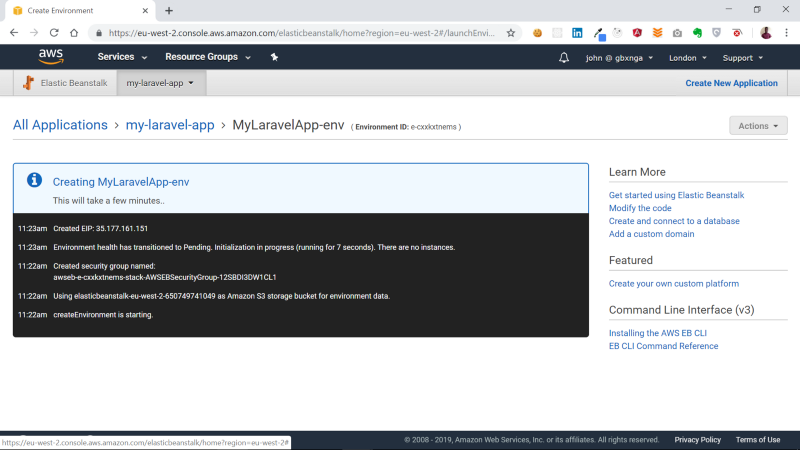 Create Environment
https://eu-west-2.console.aws.amazon.com/elasticbeanstalk/home?region=eu-west-2#/launchEnvi...
aws
Services
Resource Groups
john @ gbxnga
London
Support
Elastic Beanstalk
my-laravel-app
Create New Application
All Applications > my-laravel-app > MyLaravelApp-env ( Environment ID: e-cxxkxtnems )
Actions
Creating MyLaravelApp-env
This will take a few minutes..
11:23am Created EIP: 35.177.161.151
11:23am Environment health has transitioned to Pending. Initialization in progress (running for 7 seconds). There are no instances.
11:22am Created security group named:
awseb-e-cxxkxtnems-stack-AWSEBSecurityGroup-12SBDI3DW1CL1
11:22am Using elasticbeanstalk-eu-west-2-650749741049 as Amazon S3 storage bucket for environment data.
11:22am createEnvironment is starting.
Learn More
Get started using Elastic Beanstalk
Modify the code
Create and connect to a database
Add a custom domain
Featured
Create your own custom platform
Command Line Interface (v3)
Installing the AWS EB CLI
EB CLI Command Reference
https://eu-west-2.console.aws.amazon.com/elasticbeanstalk/home?region=eu-west-2#
© 2008 - 2019, Amazon Web Services, Inc. or its affiliates. All rights reserved.
Privacy Policy
Terms of Use